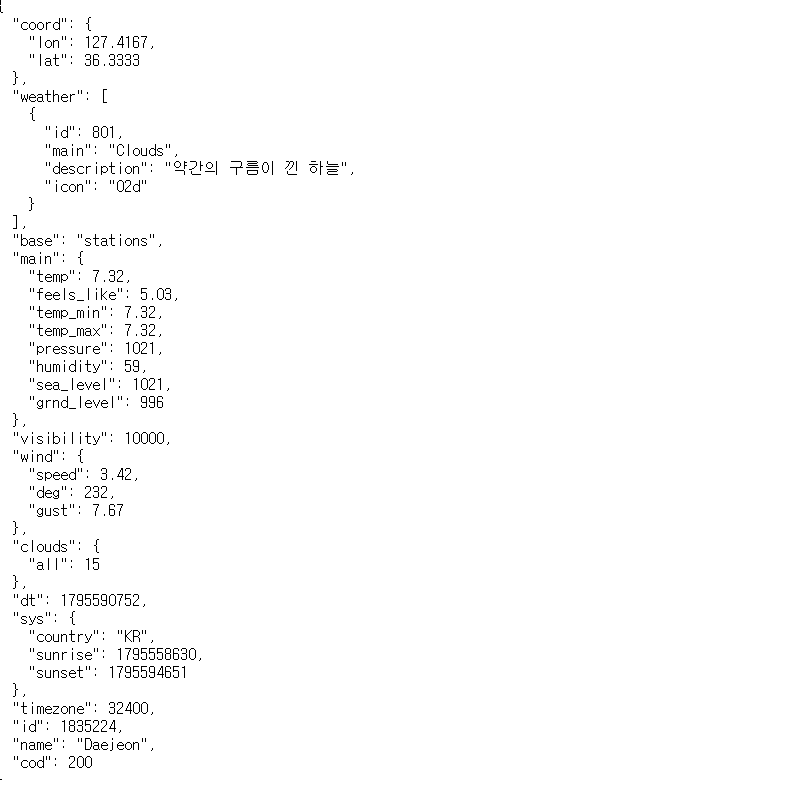 {
"coord": {
"lon": 127.4167,
"lat": 36.3333
},
"weather": [
{
"id": 801,
"main": "Clouds",
"description": "약간의 구름이 낀 하늘",
"icon": "02d"
}
],
"base": "stations",
"main": {
"temp": 7.32,
"feels_like": 5.03,
"temp_min": 7.32,
"temp_max": 7.32,
"pressure": 1021,
"humidity": 59,
"sea_level": 1021,
"grnd_level": 996
},
"visibility": 10000,
"wind": {
"speed": 3.42,
"deg": 232,
"gust": 7.67
},
"clouds": {
"all": 15
},
"dt": 1795590752,
"sys": {
"country": "KR",
"sunrise": 1795558630,
"sunset": 1795594651
},
"timezone": 32400,
"id": 1835224,
"name": "Daejeon",
"cod": 200